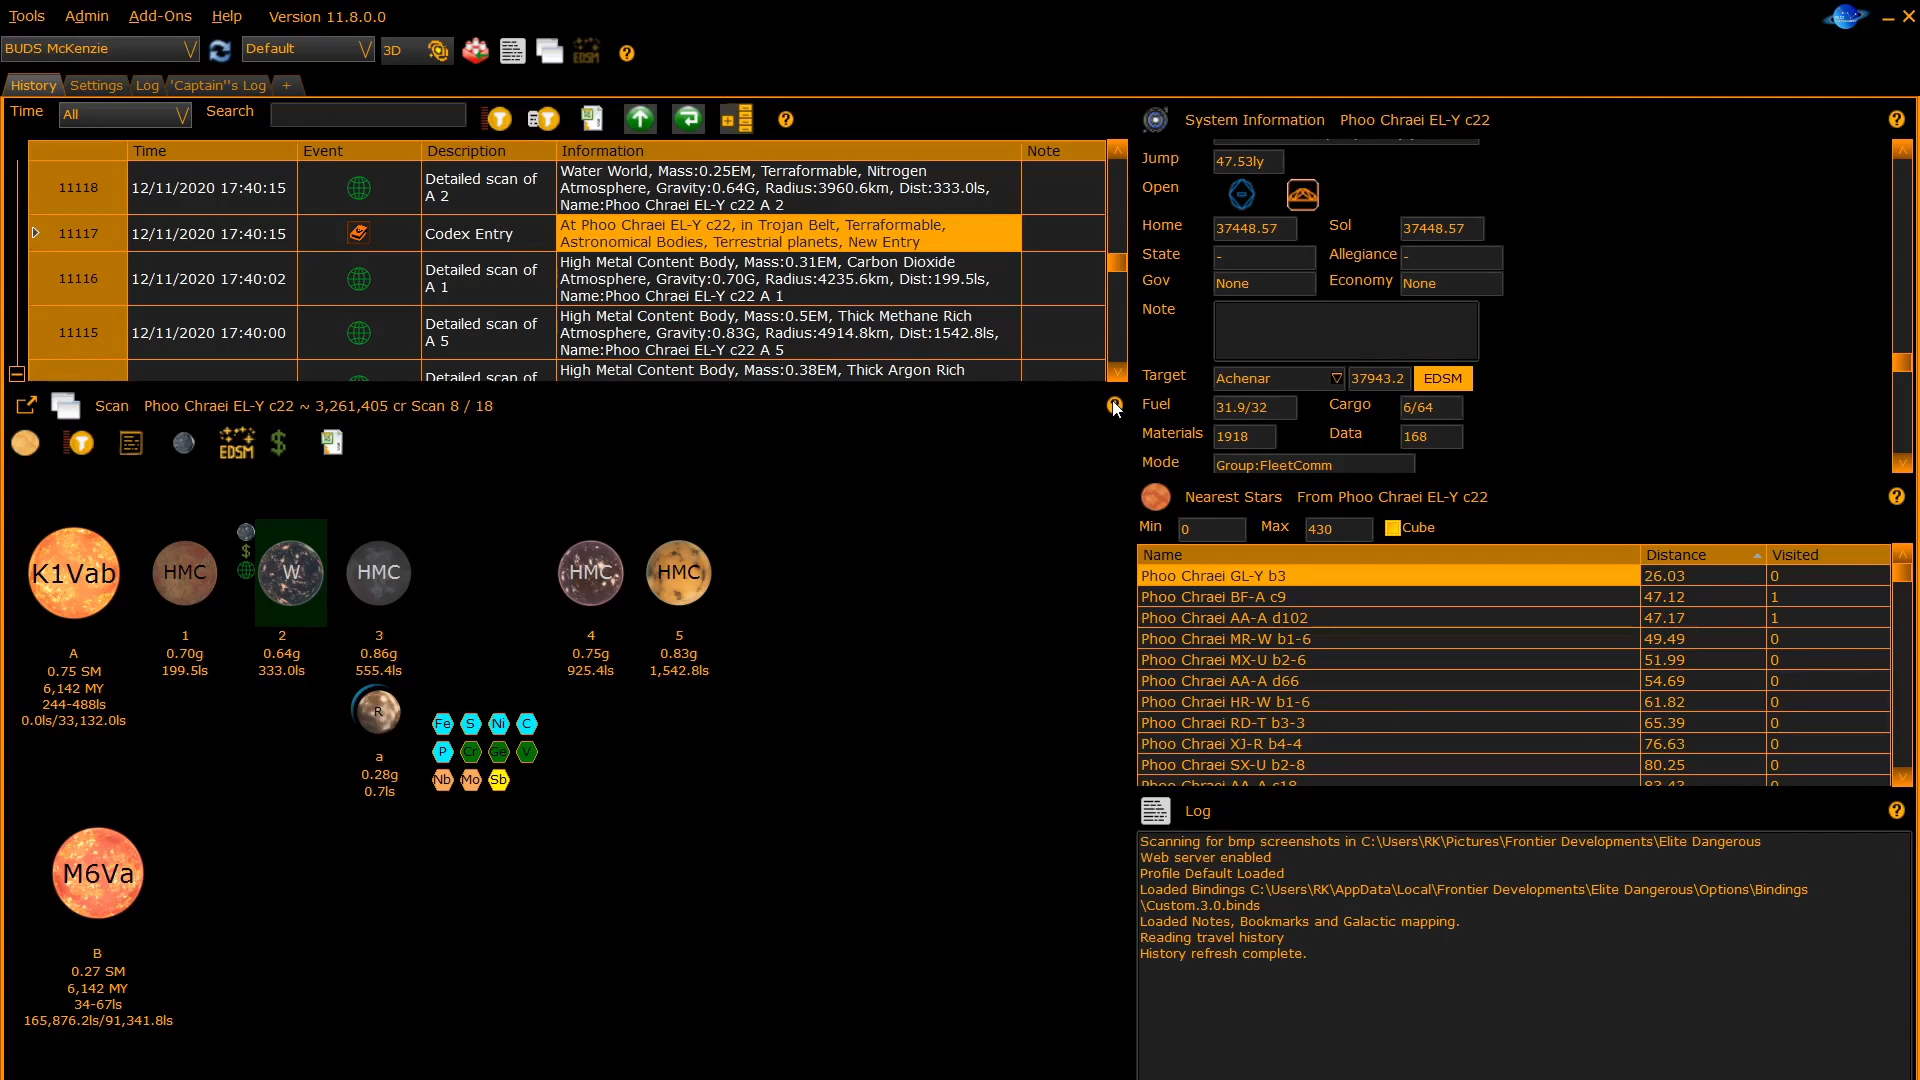 Tools Admin Add-Ons Help Version 11.8.0.0
BUDS McKenzie Default 3D EDSM ?
History Settings Log 'Captain''s Log +
Time All Search
Time Event Description Information Note
11118 12/11/2020 17:40:15 Detailed scan of A 2
Water World, Mass:0.25EM, Terraformable, Nitrogen
Atmosphere, Gravity:0.64G, Radius:3960.6km, Dist:333.0ls,
Name:Phoo Chraei EL-Y c22 A 2
11117 12/11/2020 17:40:15 Codex Entry
At Phoo Chraei EL-Y c22, in Trojan Belt, Terraformable,
Astronomical Bodies, Terrestrial planets, New Entry
11116 12/11/2020 17:40:02 Detailed scan of A 1
High Metal Content Body, Mass:0.31EM, Carbon Dioxide
Atmosphere, Gravity:0.70G, Radius:4235.6km, Dist:199.5ls,
Name:Phoo Chraei EL-Y c22 A 1
11115 12/11/2020 17:40:00 Detailed scan of A 5
High Metal Content Body, Mass:0.5EM, Thick Methane Rich
Atmosphere, Gravity:0.83G, Radius:4914.8km, Dist:1542.8ls,
Name:Phoo Chraei EL-Y c22 A 5
Detailed scan of
High Metal Content Body, Mass:0.38EM, Thick Argon Rich
Scan Phoo Chraei EL-Y c22 ~ 3,261,405 cr Scan 8 / 18
EDSM $
K1Vab HMC $ W HMC HMC HMC
A
0.75 SM
6,142 MY
244-488ls
0.0ls/33,132.0ls
1
0.70g
199.5ls
2
0.64g
333.0ls
3
0.86g
555.4ls
4
0.75g
925.4ls
5
0.83g
1,542.8ls
R
a
0.28g
0.7ls
Fe S Ni C
P Cr Ge V
Nb Mo Sb
M6Va
B
0.27 SM
6,142 MY
34-67ls
165,876.2ls/91,341.8ls
System Information Phoo Chraei EL-Y c22 ?
Jump 47.53ly
Open
Home 37448.57 Sol 37448.57
State - Allegiance -
Gov None Economy None
Note
Target Achenar 37943.2 EDSM
Fuel 31.9/32 Cargo 6/64
Materials 1918 Data 168
Mode Group:FleetComm
Nearest Stars From Phoo Chraei EL-Y c22 ?
Min 0 Max 430 Cube
Name Distance Visited
Phoo Chraei GL-Y b3 26.03 0
Phoo Chraei BF-A c9 47.12 1
Phoo Chraei AA-A d102 47.17 1
Phoo Chraei MR-W b1-6 49.49 0
Phoo Chraei MX-U b2-6 51.99 0
Phoo Chraei AA-A d66 54.69 0
Phoo Chraei HR-W b1-6 61.82 0
Phoo Chraei RD-T b3-3 65.39 0
Phoo Chraei XJ-R b4-4 76.63 0
Phoo Chraei SX-U b2-8 80.25 0
Phoo Chraei AA-A c18 83.43 0
Log ?
Scanning for bmp screenshots in C:\Users\RK\Pictures\Frontier Developments\Elite Dangerous
Web server enabled
Profile Default Loaded
Loaded Bindings C:\Users\RK\AppData\Local\Frontier Developments\Elite Dangerous\Options\Bindings
\Custom.3.0.binds
Loaded Notes, Bookmarks and Galactic mapping.
Reading travel history
History refresh complete.